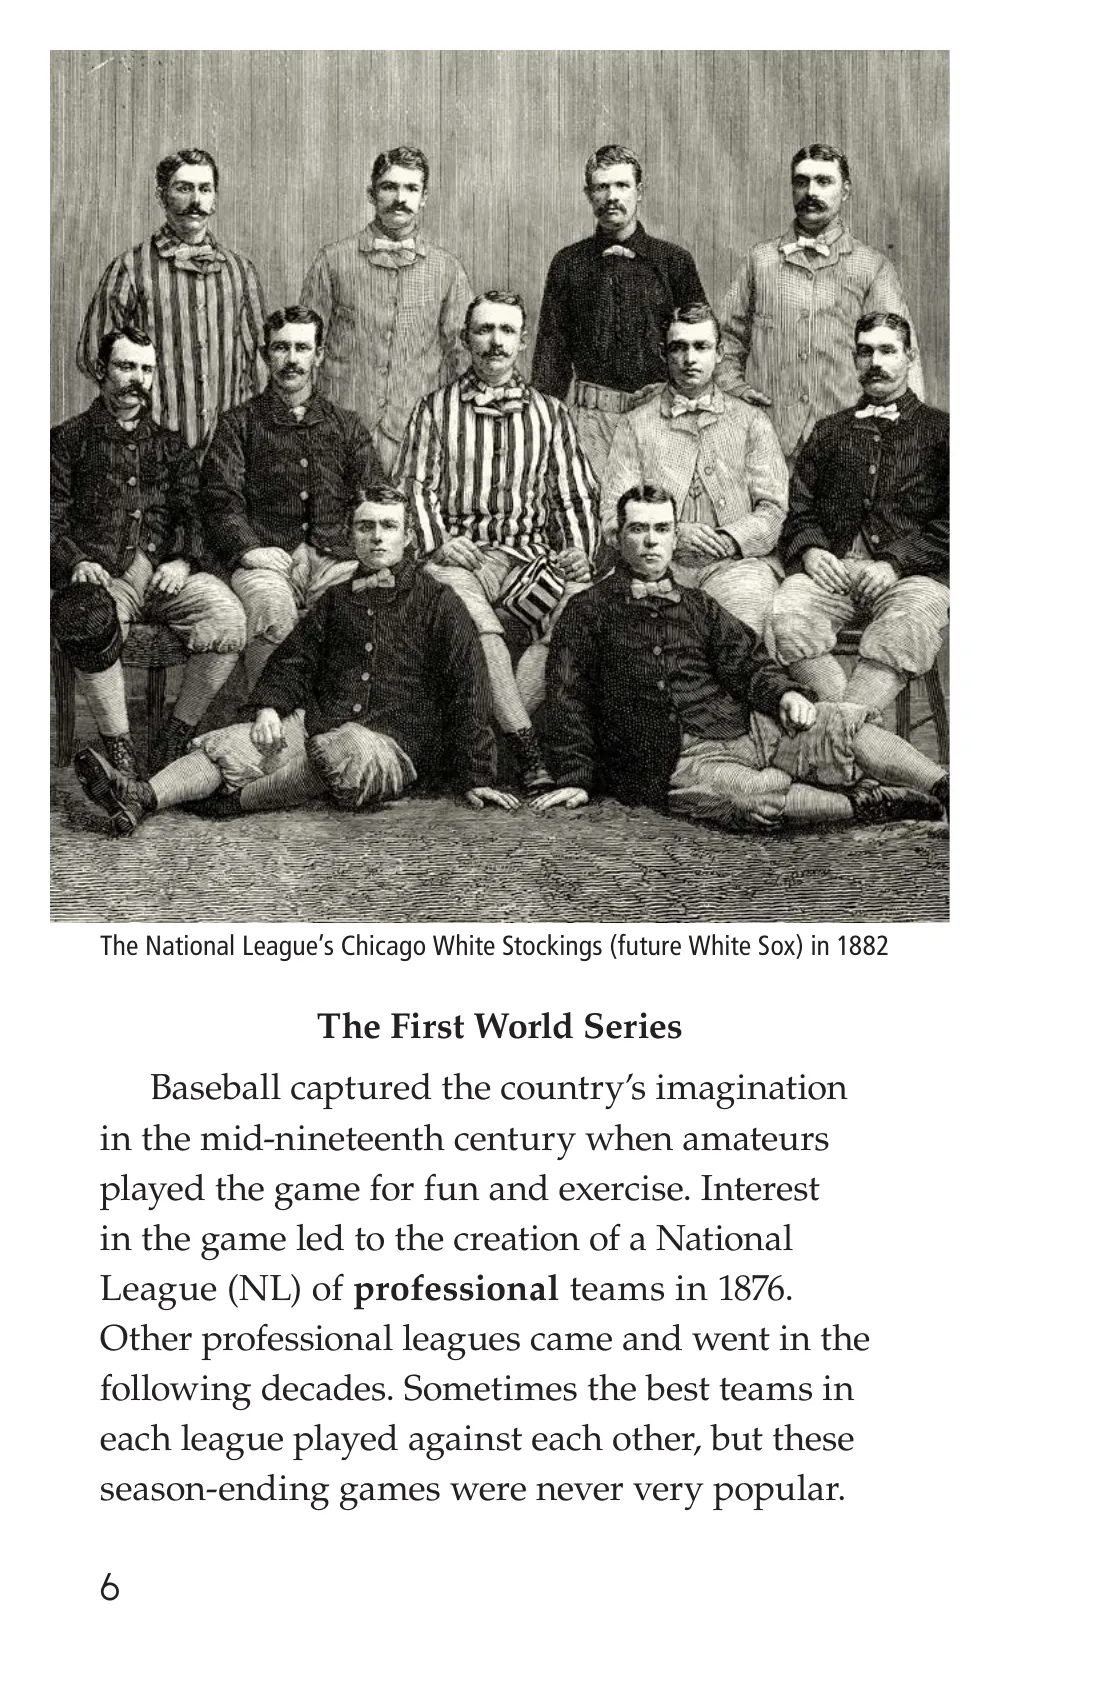 The National League’s Chicago White Stockings (future White Sox) in 1882
The First World Series
Baseball captured the country’s imagination
in the mid-nineteenth century when amateurs
played the game for fun and exercise. Interest
in the game led to the creation of a National
League (NL) of professional teams in 1876.
Other professional leagues came and went in the
following decades. Sometimes the best teams in
each league played against each other, but these
season-ending games were never very popular.
6